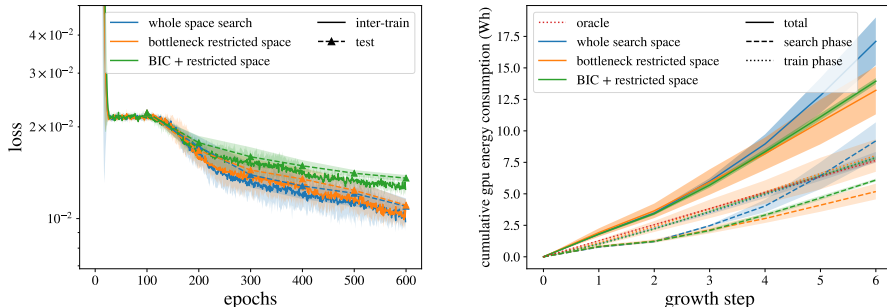 whole space search
inter-train
bottleneck restricted space
test
BIC + restricted space
4 × 10⁻²
3 × 10⁻²
2 × 10⁻²
10⁻²
loss
0 100 200 300 400 500 600
epochs
oracle
total
whole search space
search phase
bottleneck restricted space
train phase
BIC + restricted space
17.5
15.0
12.5
10.0
7.5
5.0
2.5
0.0
cumulative gpu energy consumption (Wh)
0 1 2 3 4 5 6
growth step